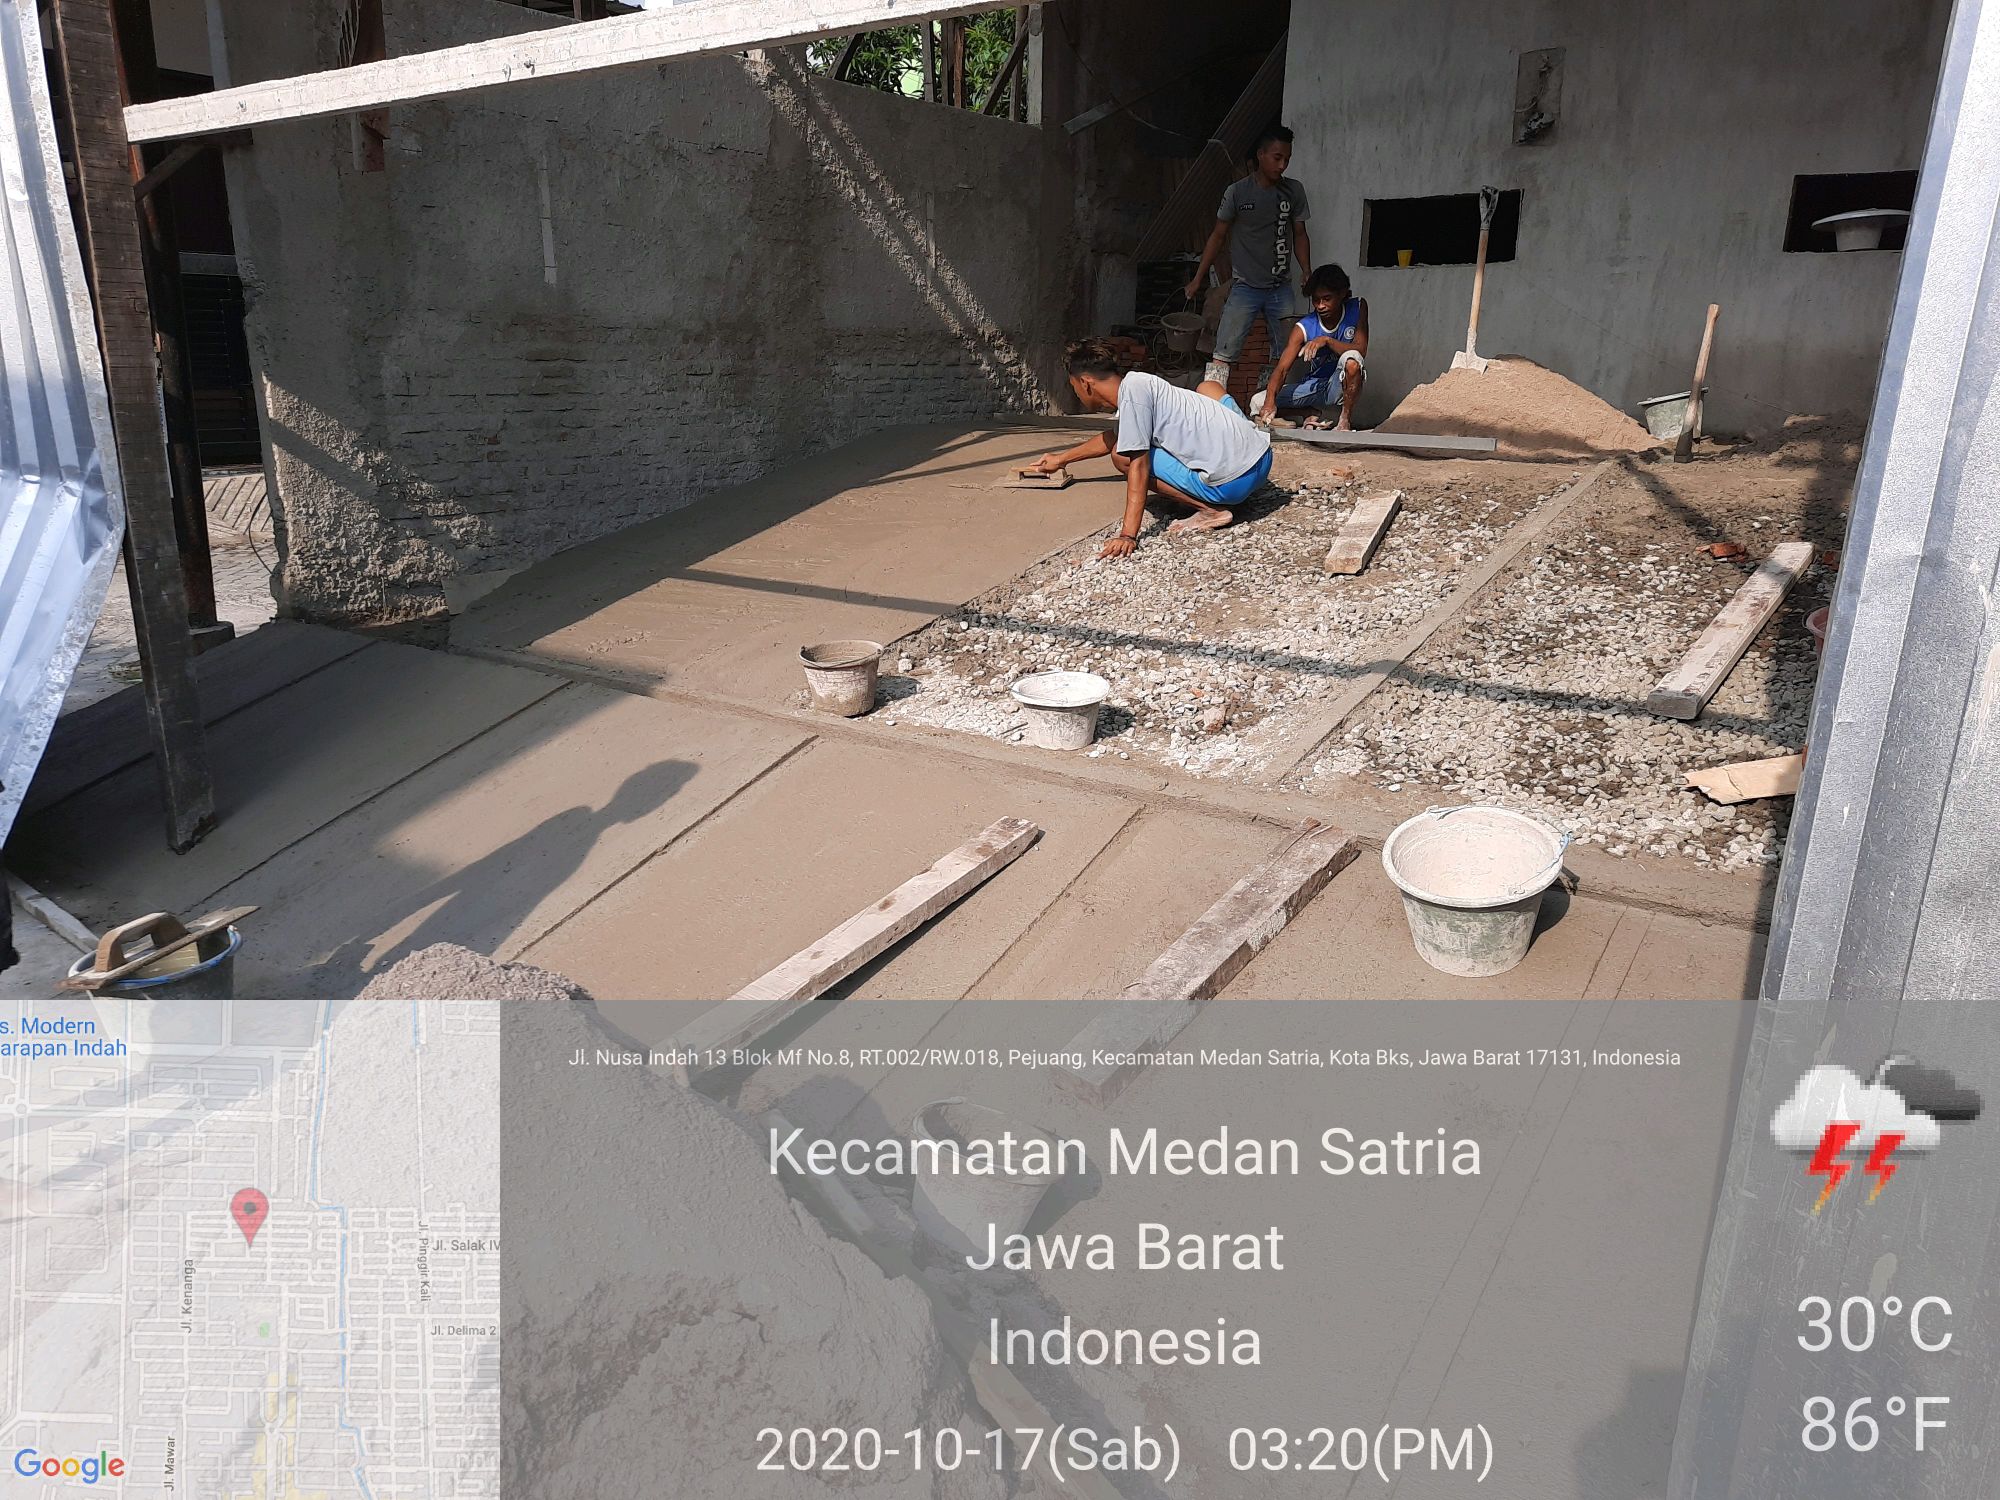 Supreme
s. Modern
arapan Indah
Jl. Nusa Indah 13 Blok Mf No.8, RT.002/RW.018, Pejuang, Kecamatan Medan Satria, Kota Bks, Jawa Barat 17131, Indonesia
Kecamatan Medan Satria
Jawa Barat
Indonesia
2020-10-17(Sab) 03:20(PM)
30°C
86°F
Jl. Salak IV
Jl. Pinggir Kali
Jl. Kenanga
Jl. Delima 2
Jl. Mawar
Google